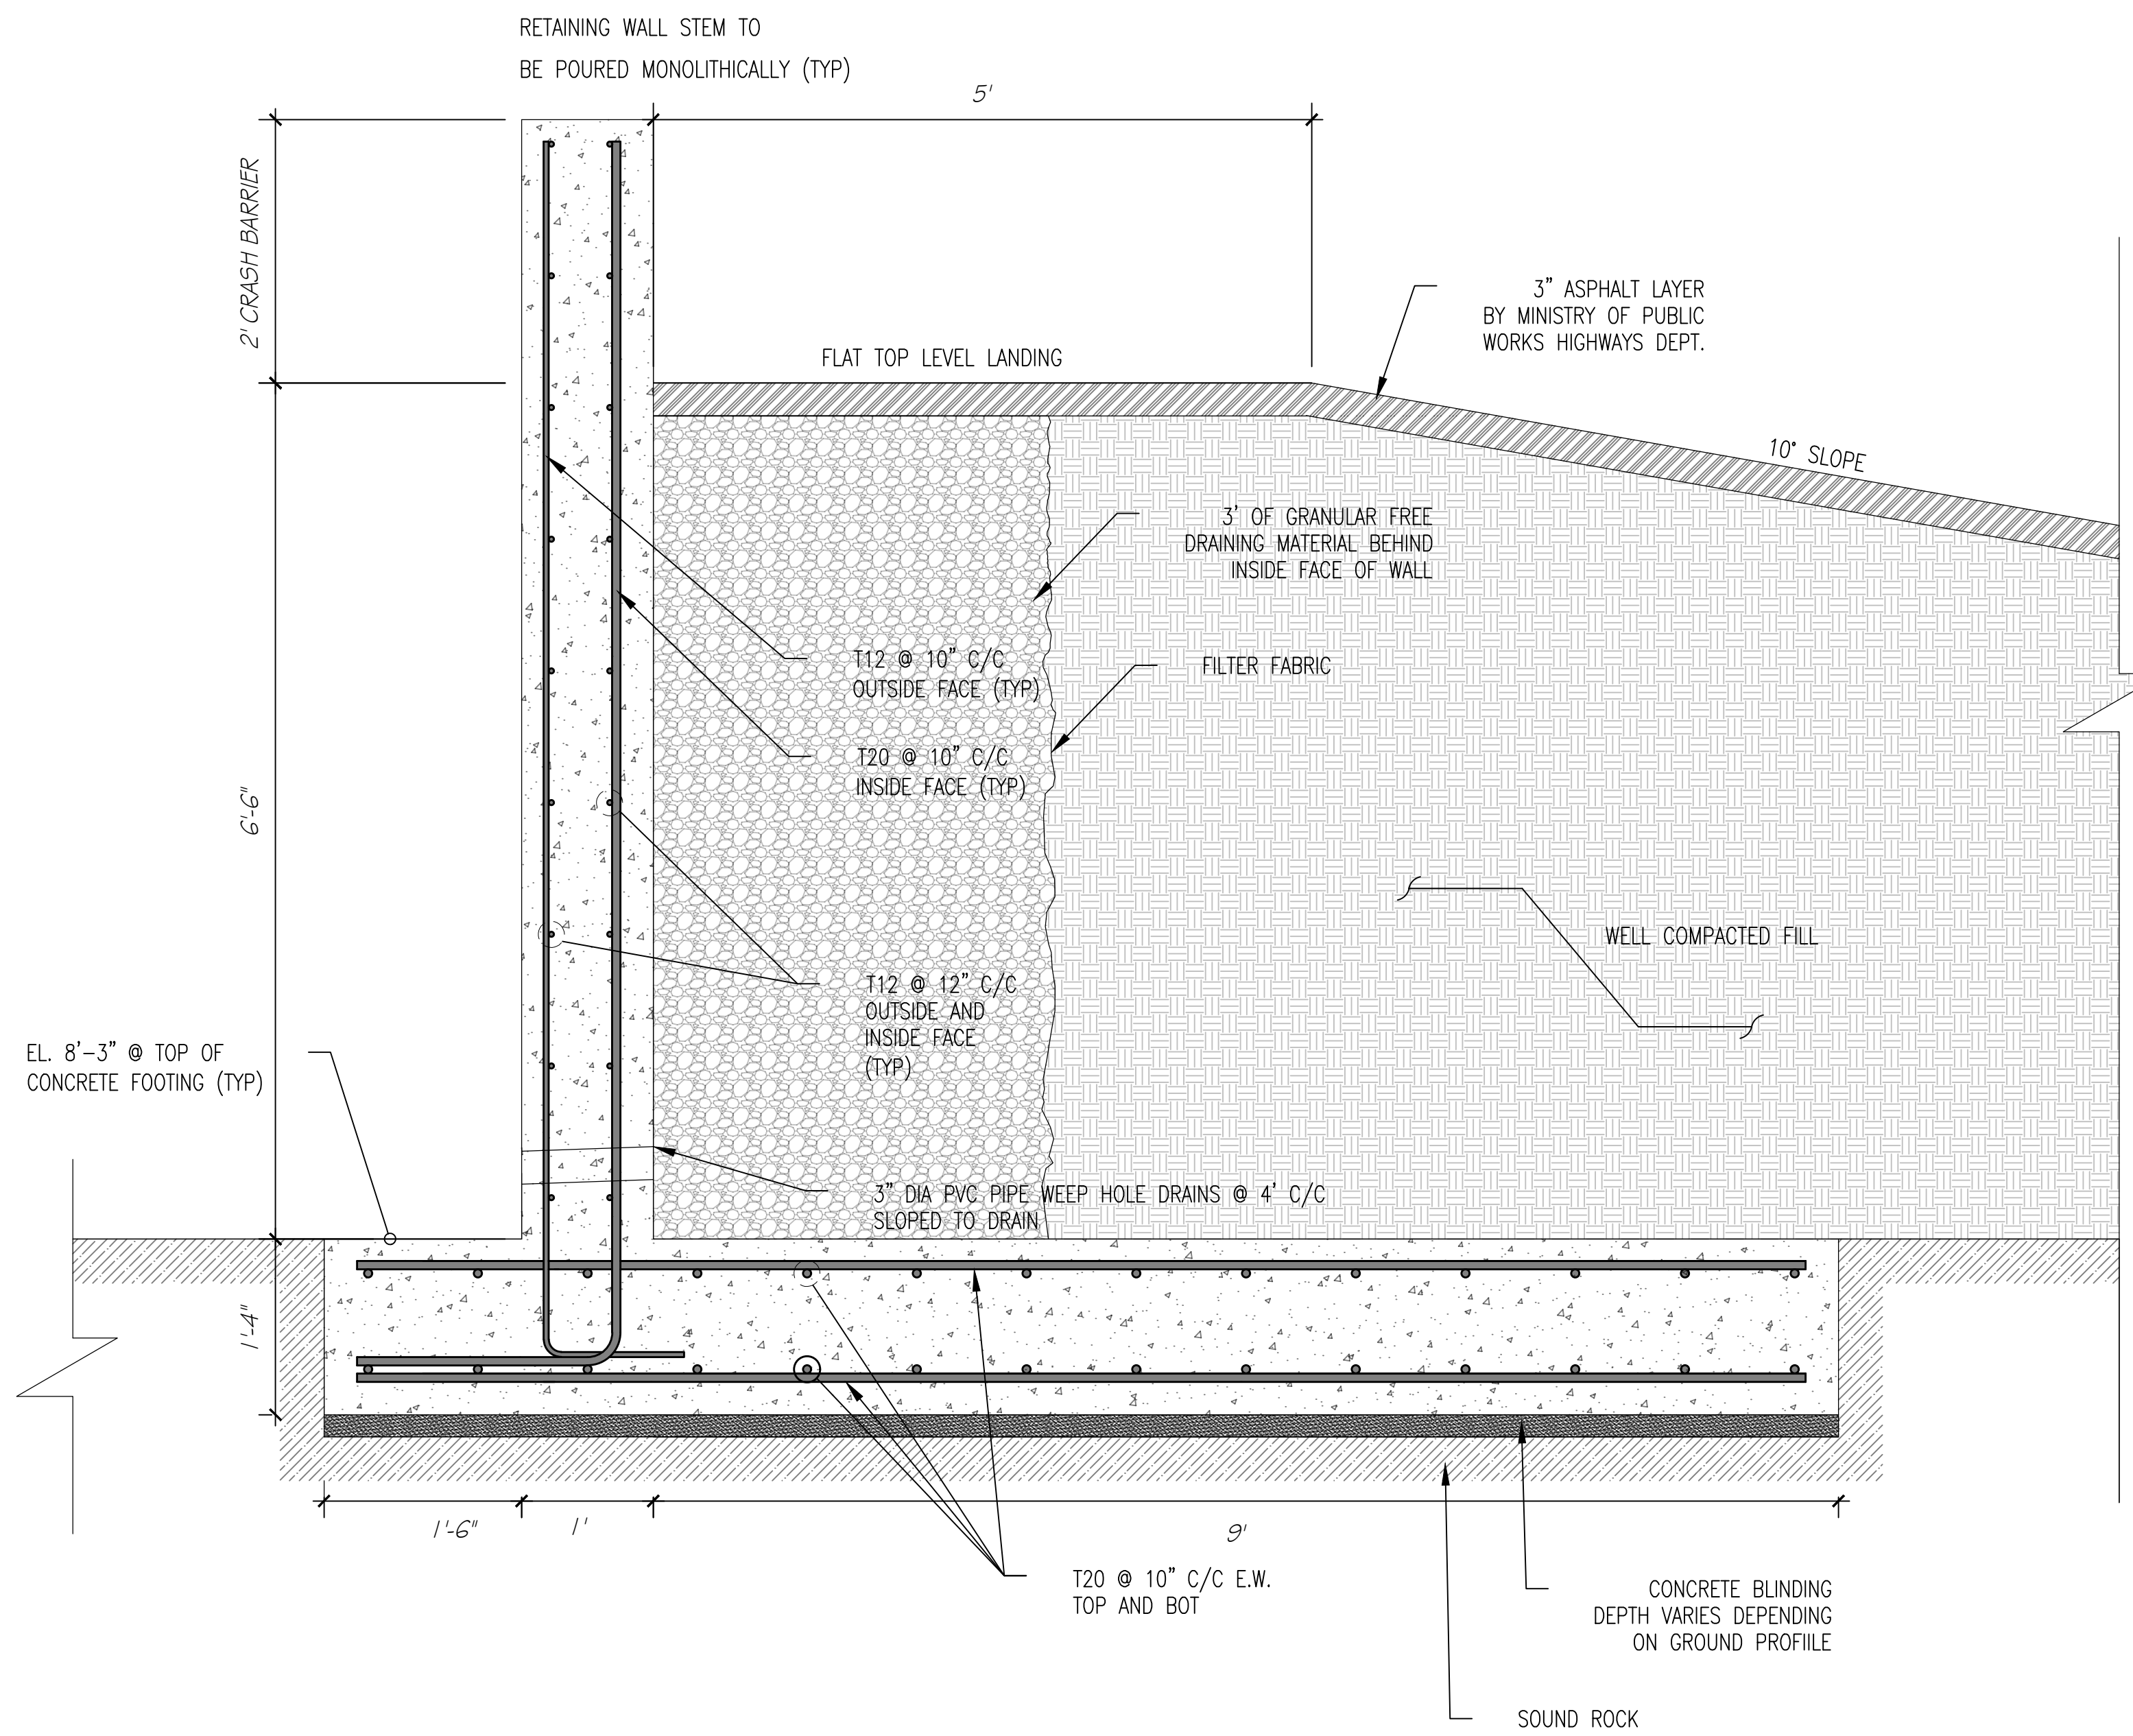 RETAINING WALL STEM TO
BE POURED MONOLITHICALLY (TYP)
5'
2' CRASH BARRIER
3" ASPHALT LAYER
BY MINISTRY OF PUBLIC
WORKS HIGHWAYS DEPT.
FLAT TOP LEVEL LANDING
10° SLOPE
3' OF GRANULAR FREE
DRAINING MATERIAL BEHIND
INSIDE FACE OF WALL
T12 @ 10" C/C
OUTSIDE FACE (TYP)
FILTER FABRIC
T20 @ 10" C/C
INSIDE FACE (TYP)
6'-6"
WELL COMPACTED FILL
T12 @ 12" C/C
OUTSIDE AND
INSIDE FACE
(TYP)
EL. 8'-3" @ TOP OF
CONCRETE FOOTING (TYP)
3" DIA PVC PIPE WEEP HOLE DRAINS @ 4' C/C
SLOPED TO DRAIN
1'-4"
1'-6"
1'
9'
T20 @ 10" C/C E.W.
TOP AND BOT
CONCRETE BLINDING
DEPTH VARIES DEPENDING
ON GROUND PROFIILE
SOUND ROCK